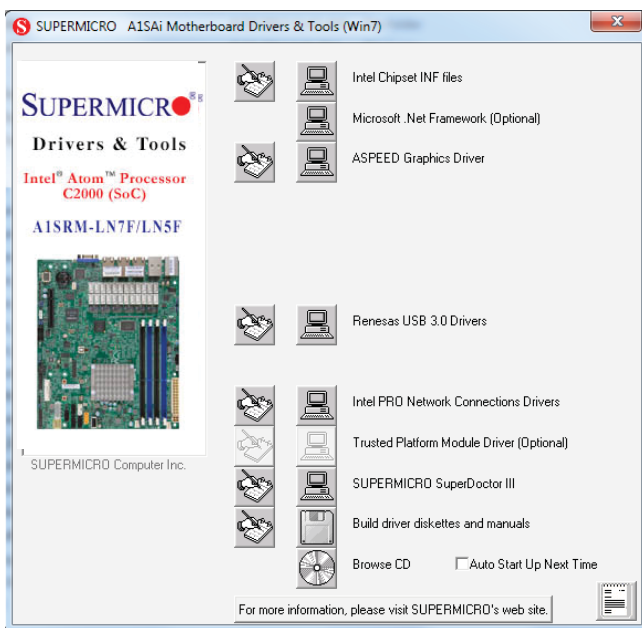 SUPERMICRO A1SAi Motherboard Drivers & Tools (Win7)
SUPERMICRO®
Drivers & Tools
Intel® Atom™ Processor
C2000 (SoC)
A1SRM-LN7F/LN5F
SUPERMICRO Computer Inc.
Intel Chipset INF files
Microsoft .Net Framework (Optional)
ASPEED Graphics Driver
Renesas USB 3.0 Drivers
Intel PRO Network Connections Drivers
Trusted Platform Module Driver (Optional)
SUPERMICRO SuperDoctor III
Build driver diskettes and manuals
Browse CD
Auto Start Up Next Time
For more information, please visit SUPERMICRO's web site.